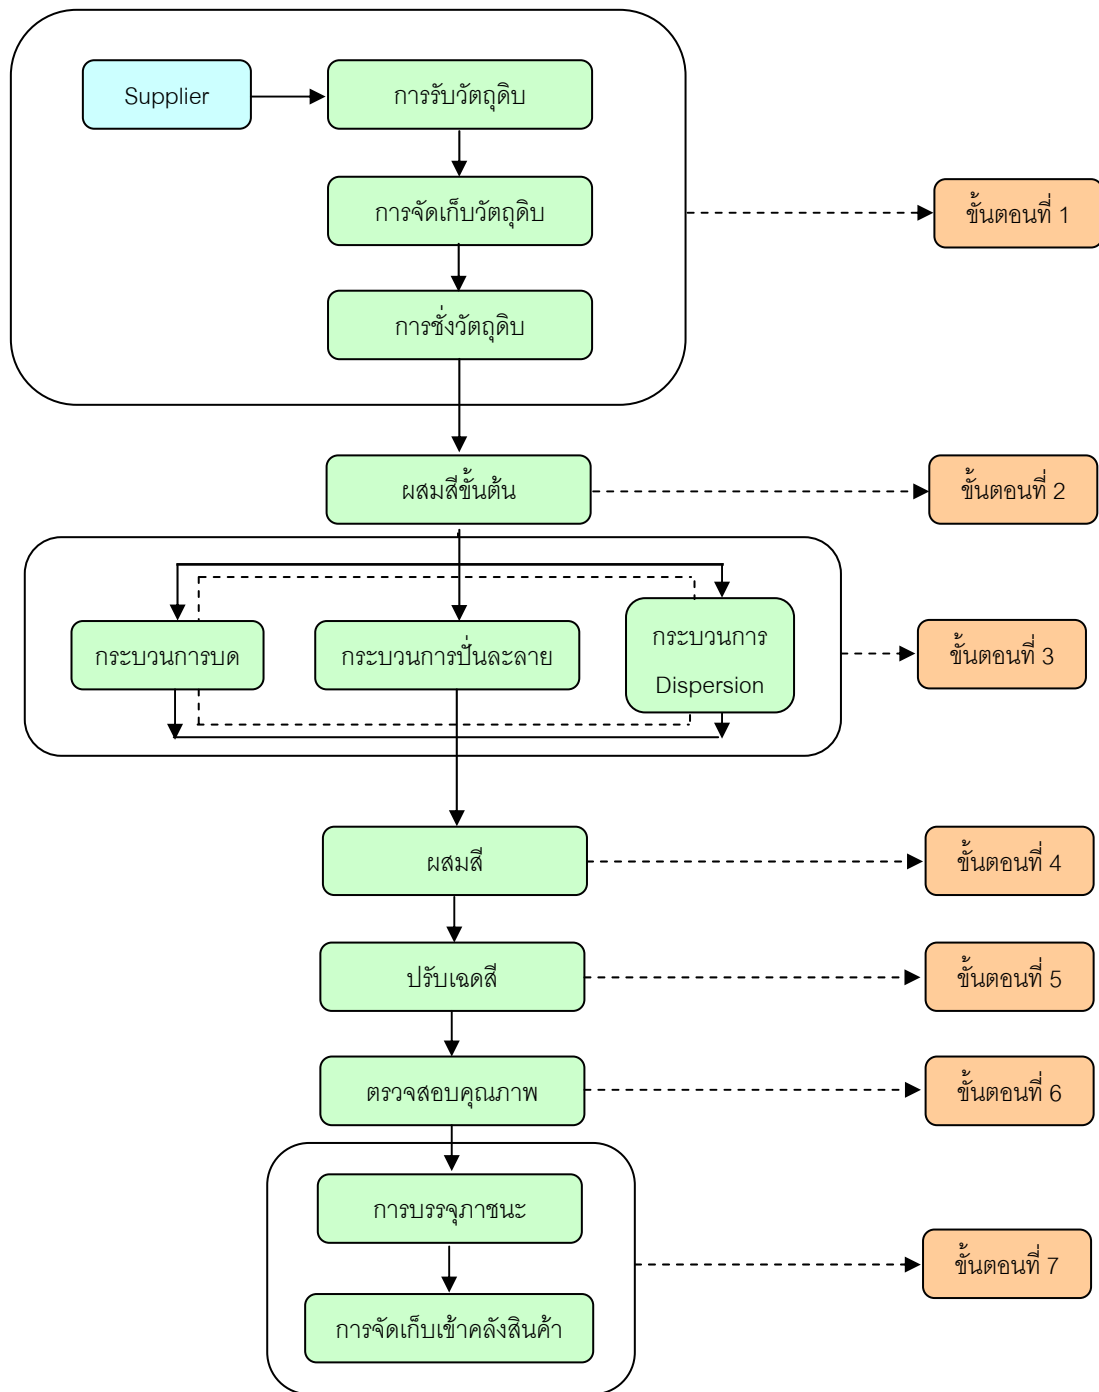 Supplier
การรับวัตถุดิบ
การจัดเก็บวัตถุดิบ
ขั้นตอนที่ 1
การชั่งวัตถุดิบ
ผสมสีขั้นต้น
ขั้นตอนที่ 2
กระบวนการบด
กระบวนการปั่นละลาย
กระบวนการ
Dispersion
ขั้นตอนที่ 3
ผสมสี
ขั้นตอนที่ 4
ปรับเฉดสี
ขั้นตอนที่ 5
ตรวจสอบคุณภาพ
ขั้นตอนที่ 6
การบรรจุภาชนะ
ขั้นตอนที่ 7
การจัดเก็บเข้าคลังสินค้า